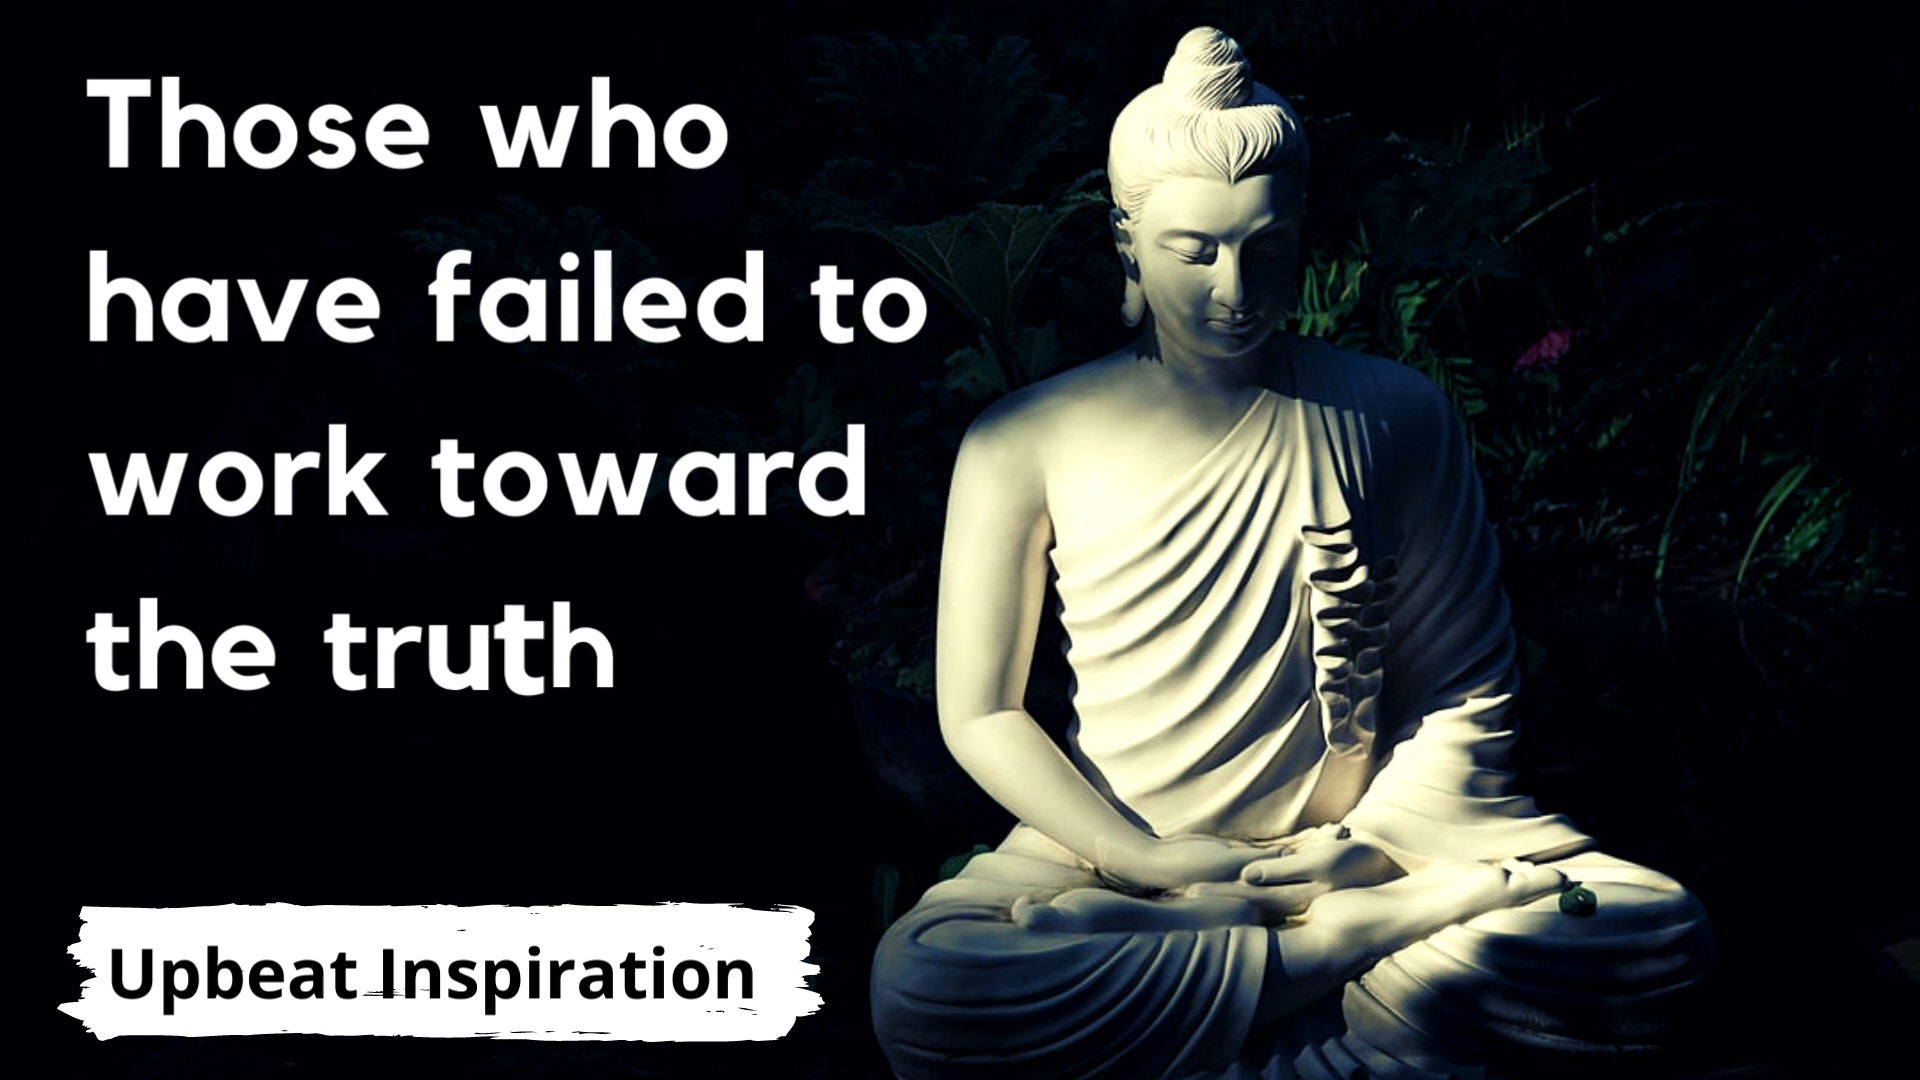 Those who
have failed to
work toward
the truth
Upbeat Inspiration